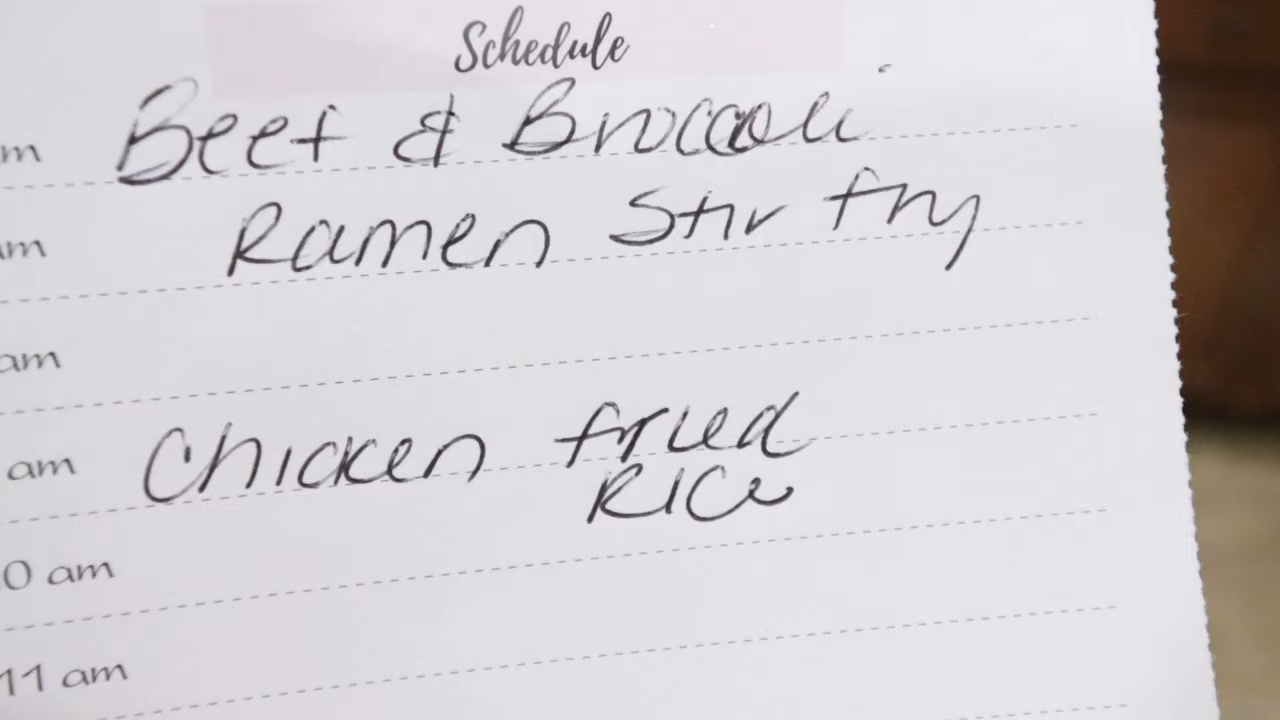 Schedule
m Beef & Broccoli
am Ramen Stir fry
am
am Chicken fried
Rice
0 am
11 am